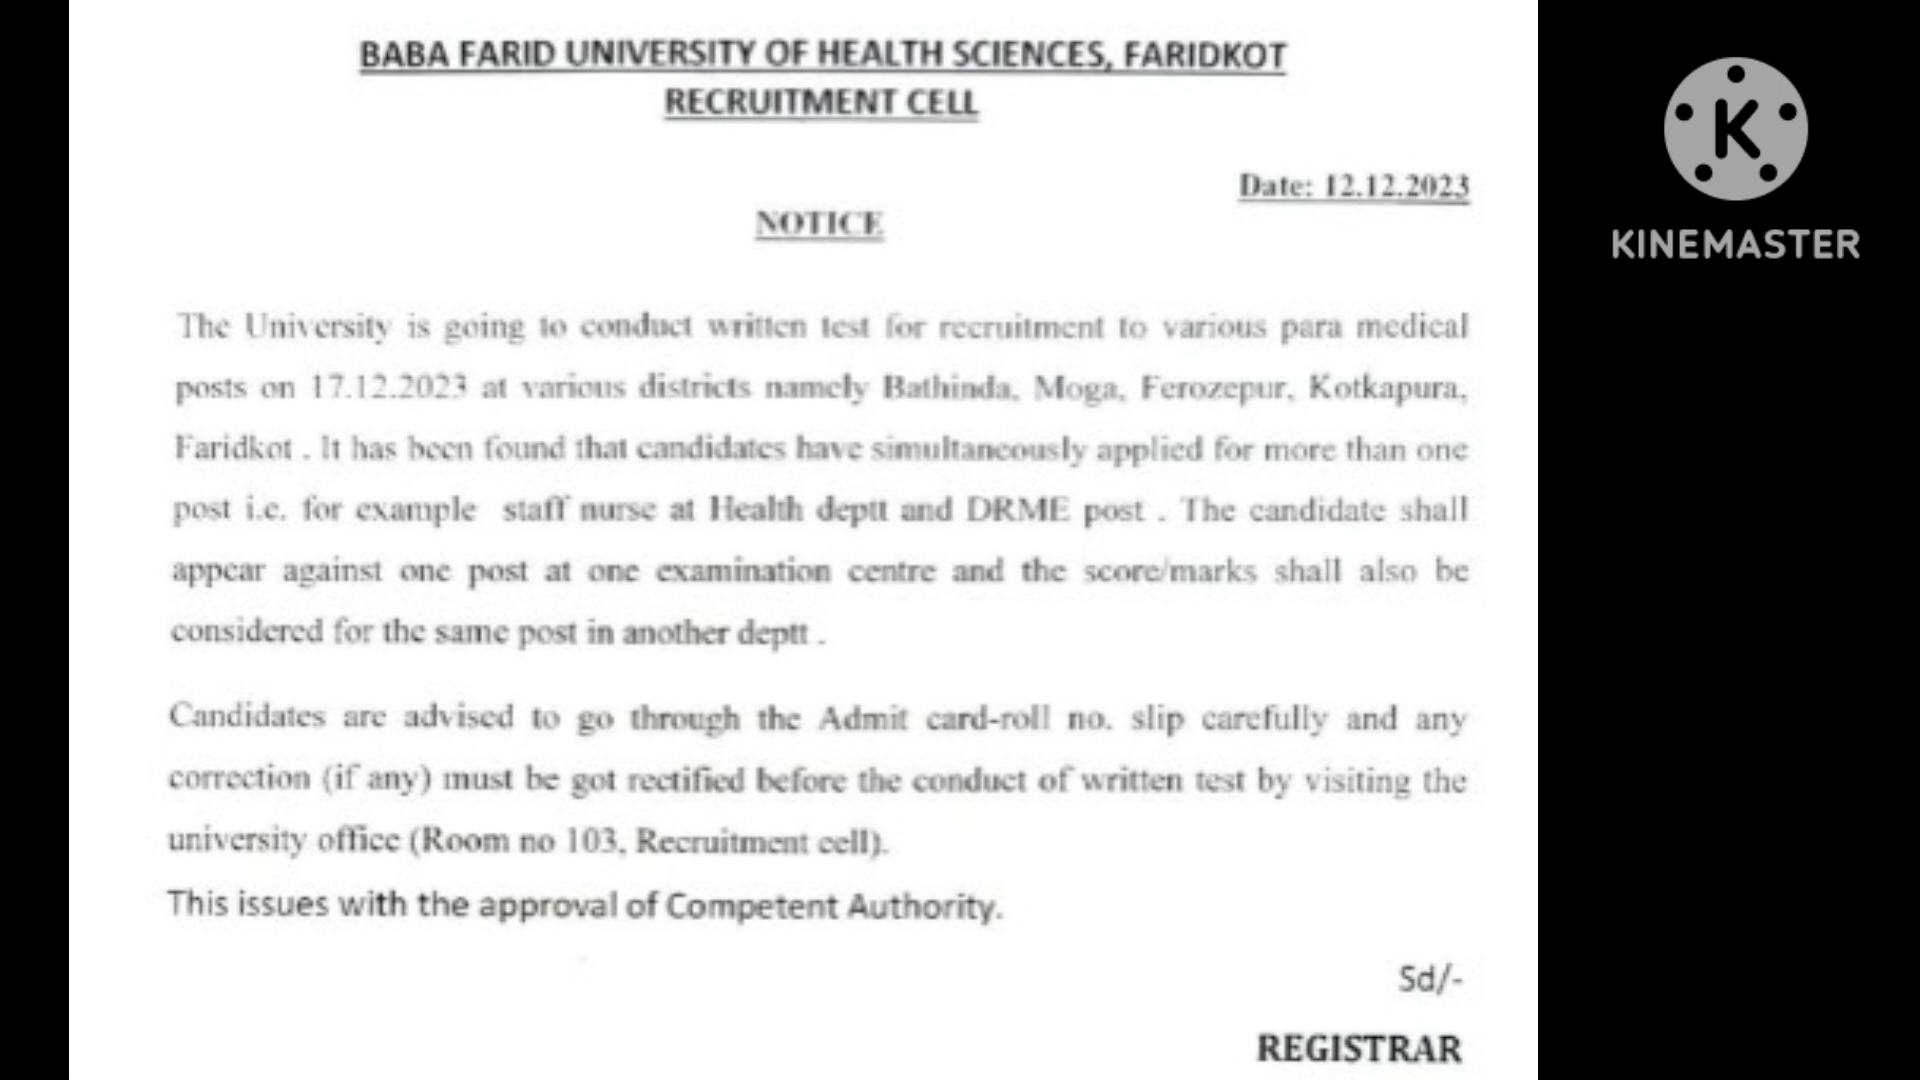 BABA FARID UNIVERSITY OF HEALTH SCIENCES, FARIDKOT
RECRUITMENT CELL
Date: 12.12.2023
NOTICE
The University is going to conduct written test for recruitment to various para medical
posts on 17.12.2023 at various districts namely Bathinda, Moga, Ferozepur, Kotkapura,
Faridkot . It has been found that candidates have simultaneously applied for more than one
post i.e. for example staff nurse at Health deptt and DRME post . The candidate shall
appear against one post at one examination centre and the score/marks shall also be
considered for the same post in another deptt .
Candidates are advised to go through the Admit card-roll no. slip carefully and any
correction (if any) must be got rectified before the conduct of written test by visiting the
university office (Room no 103, Recruitment cell).
This issues with the approval of Competent Authority.
Sd/-
REGISTRAR
K
KINEMASTER